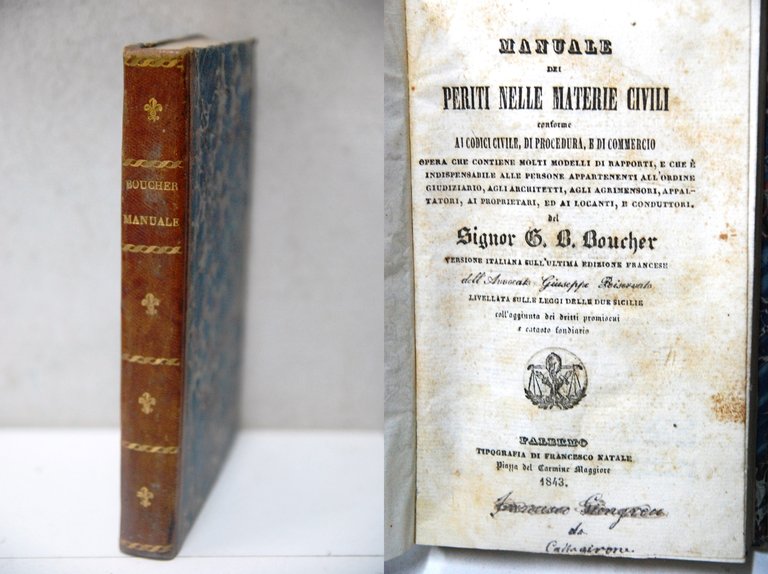 BOUCHER
MANUALE
MANUALE
DEI
PERITI NELLE MATERIE CIVILI
conforme
AI CODICI CIVILE, DI PROCEDURA, E DI COMMERCIO
OPERA CHE CONTIENE MOLTI MODELLI DI RAPPORTI, E CHE È
INDISPENSABILE ALLE PERSONE APPARTENENTI ALL'ORDINE
GIUDIZIARIO, AGLI ARCHITETTI, AGLI AGRIMENSORI, APPAL-
TATORI, AI PROPRIETARI, ED AI LOCANTI, E CONDUTTORI.
del
Signor G. B. Boucher
VERSIONE ITALIANA SULL'ULTIMA EDIZIONE FRANCESE
dell'Avvocato Giuseppe
LIVELLATA SULLE LEGGI DELLE DUE SICILIE
coll'aggiunta dei dritti promiscui
e catasto fondiario
PALERMO
TIPOGRAFIA DI FRANCESCO NATALE
Piazza del Carmine Maggiore
1843.
Francesco
da
Caltagirone